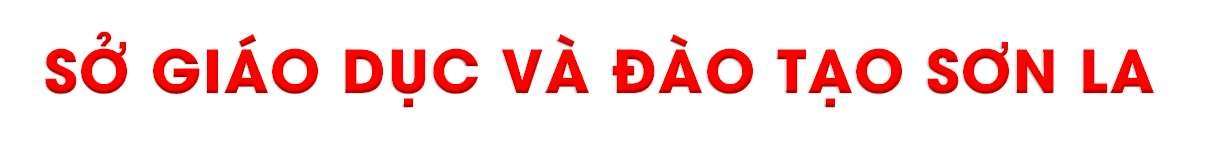 SỞ GIÁO DỤC VÀ ĐÀO TẠO SƠN LA